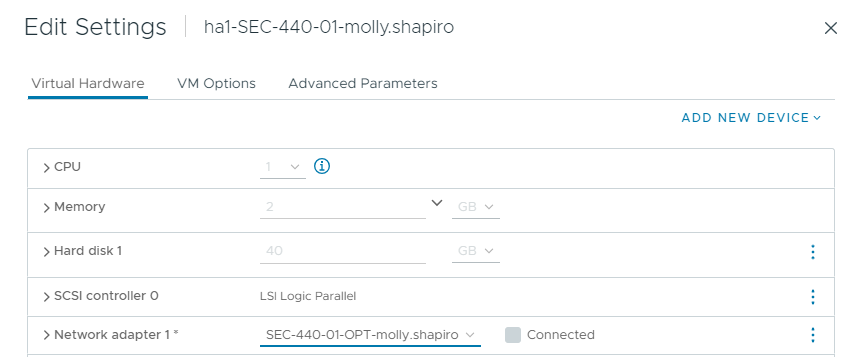 Edit Settings | ha1-SEC-440-01-molly.shapiro
Virtual Hardware VM Options Advanced Parameters
ADD NEW DEVICE
CPU 1
Memory 2 GB
Hard disk 1 40 GB
SCSI controller 0 LSI Logic Parallel
Network adapter 1 * SEC-440-01-OPT-molly.shapiro Connected